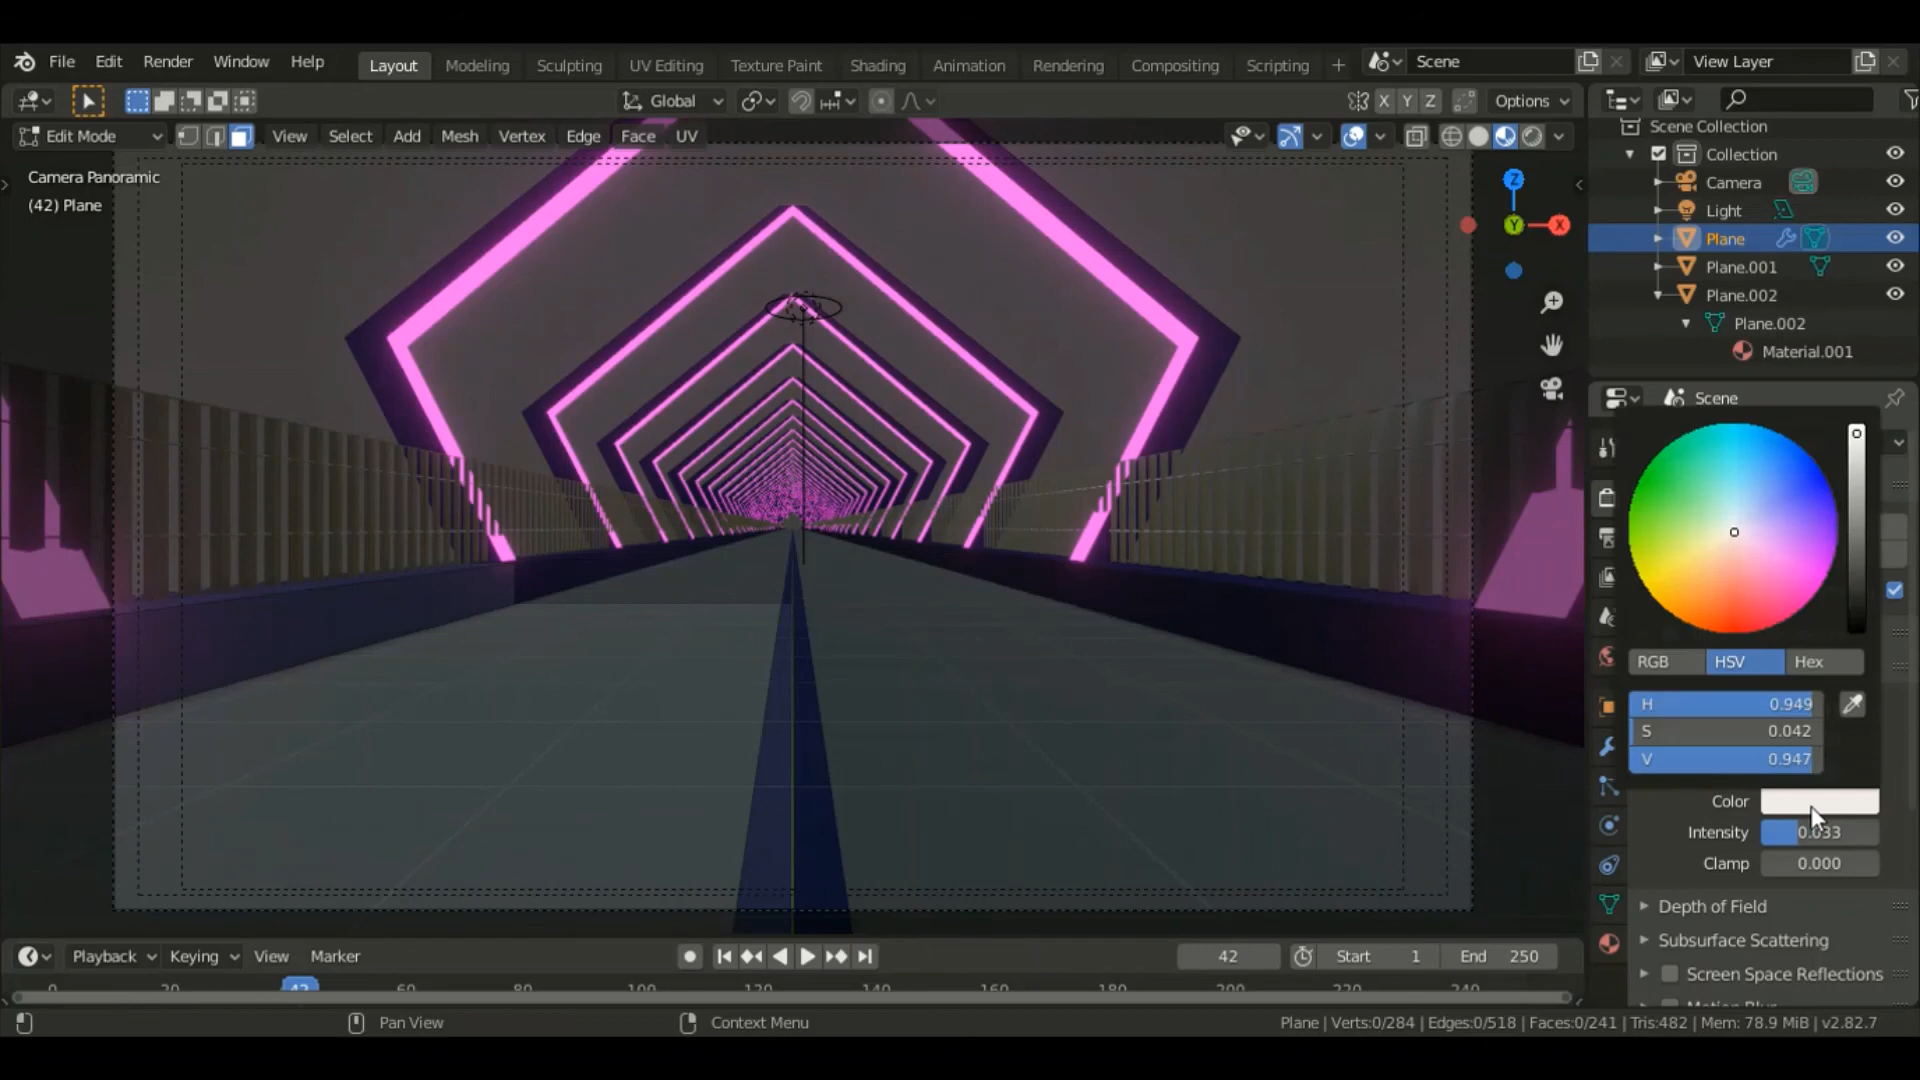 File Edit Render Window Help Layout Modeling Sculpting UV Editing Texture Paint Shading Animation Rendering Compositing Scripting + Scene View Layer
Global X Y Z Options
Edit Mode View Select Add Mesh Vertex Edge Face UV
Camera Panoramic
(42) Plane
Z
Y
X
Scene Collection
Collection
Camera
Light
Plane
Plane.001
Plane.002
Plane.002
Material.001
Scene
RGB HSV Hex
H 0.949
S 0.042
V 0.947
Color
Intensity 0.033
Clamp 0.000
Depth of Field
Subsurface Scattering
Screen Space Reflections
Motion Blur
Playback Keying View Marker 42 Start 1 End 250
0 20 42 60 80 100 120 140 160 180 200 220 240
Pan View Context Menu Plane | Verts:0/284 | Edges:0/518 | Faces:0/241 | Tris:482 | Mem: 78.9 MiB | v2.82.7